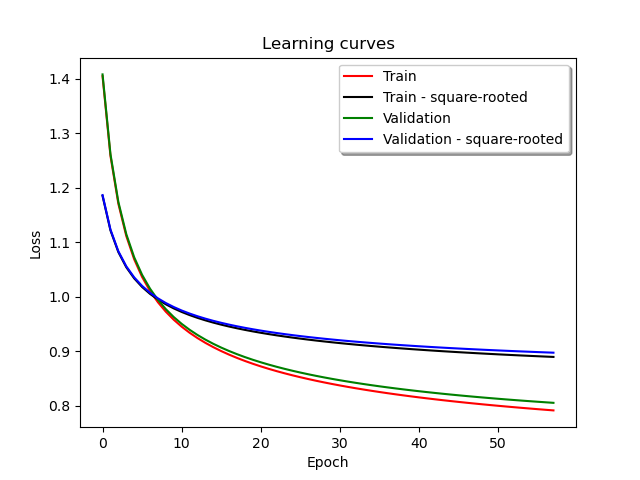 Learning curves
Train
Train - square-rooted
Validation
Validation - square-rooted
Loss
1.4
1.3
1.2
1.1
1.0
0.9
0.8
0
10
20
30
40
50
Epoch